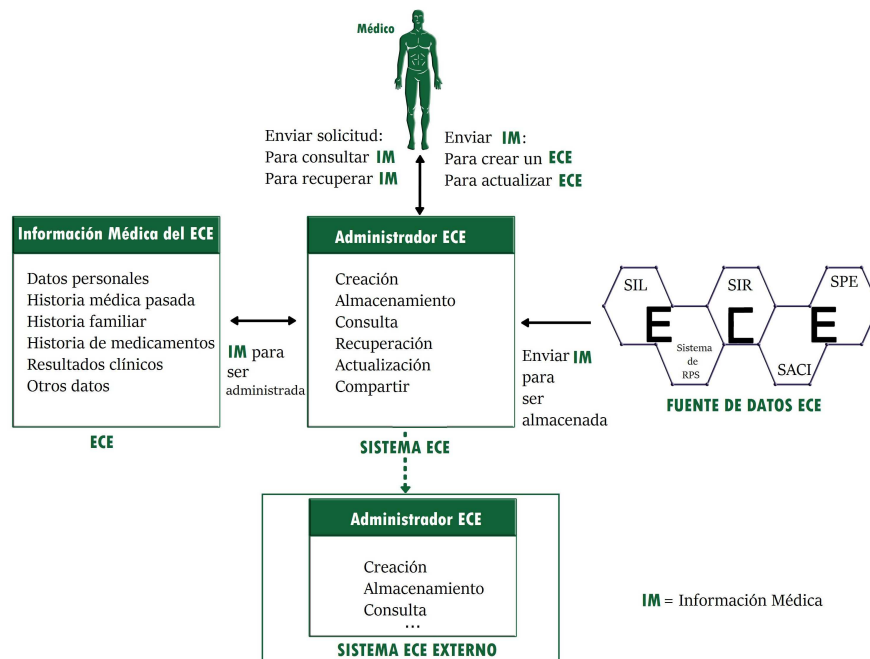 Médico
Enviar solicitud:
Para consultar IM
Para recuperar IM
Enviar IM:
Para crear un ECE
Para actualizar ECE
Información Médica del ECE
Datos personales
Historia médica pasada
Historia familiar
Historia de medicamentos
Resultados clínicos
Otros datos
ECE
IM para
ser
administrada
Administrador ECE
Creación
Almacenamiento
Consulta
Recuperación
Actualización
Compartir
SISTEMA ECE
Enviar IM
para
ser
almacenada
SIL
SIR
SPE
E C E
Sistema
de
RPS
SACI
FUENTE DE DATOS ECE
Administrador ECE
Creación
Almacenamiento
Consulta
...
SISTEMA ECE EXTERNO
IM = Información Médica